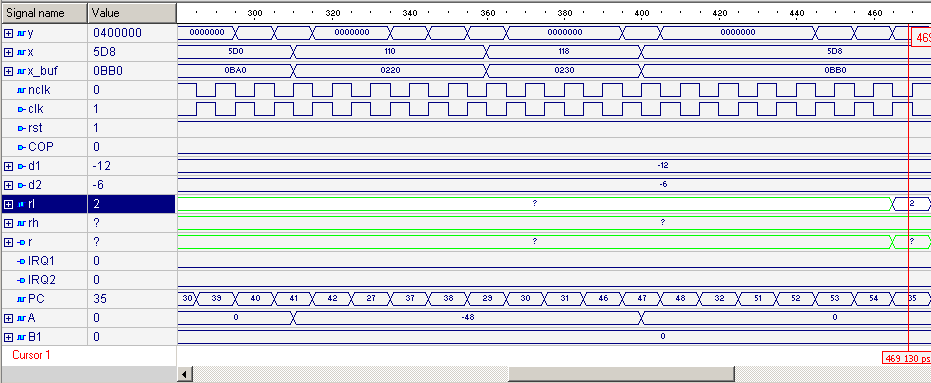 Signal name Value 300 320 340 360 380 400 420 440 460
y 0400000 0000000 0000000 0000000 0000000 469
x 5D8 5D0 110 118 5D8
x_buf 0BB0 0BA0 0220 0230 0BB0
nclk 0
clk 1
rst 1
COP 0
d1 -12 -12
d2 -6 -6
rl 2 ? 2
rh ? ?
r ? ? ?
IRQ1 0
IRQ2 0
PC 35 30 39 40 41 42 27 37 38 29 30 31 46 47 48 32 51 52 53 54 35
A 0 0 -48 0
B1 0 0
Cursor 1 469 130 ps